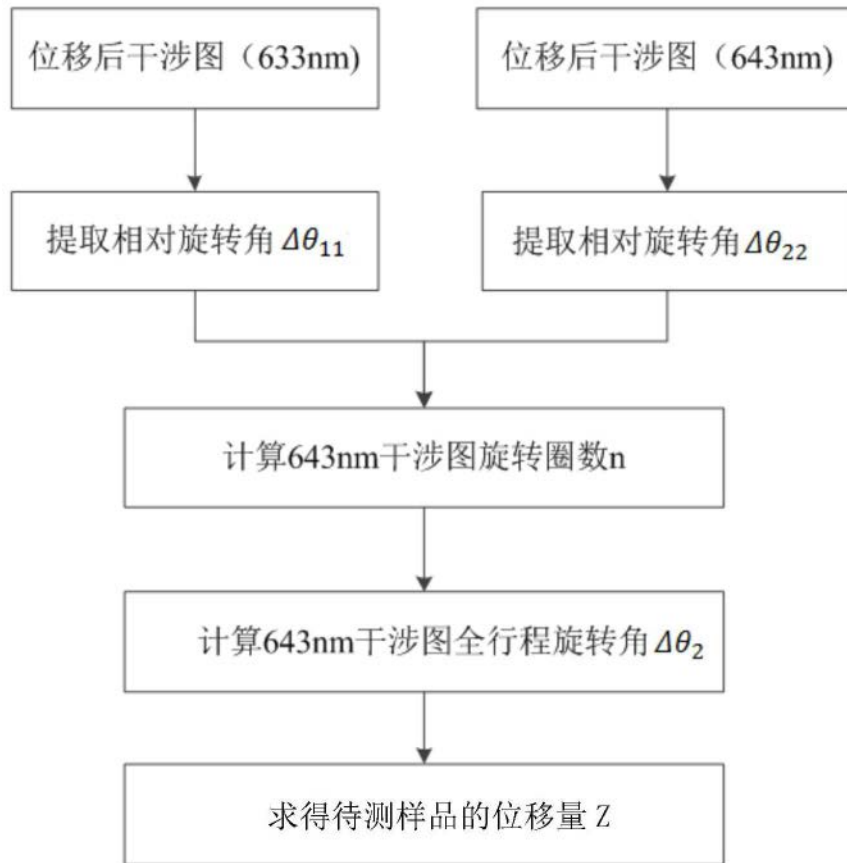 位移后干涉图（633nm)
位移后干涉图（643nm)
提取相对旋转角Δθ₁₁
提取相对旋转角Δθ₂₂
计算643nm干涉图旋转圈数n
计算643nm干涉图全行程旋转角Δθ₂
求得待测样品的位移量 Z